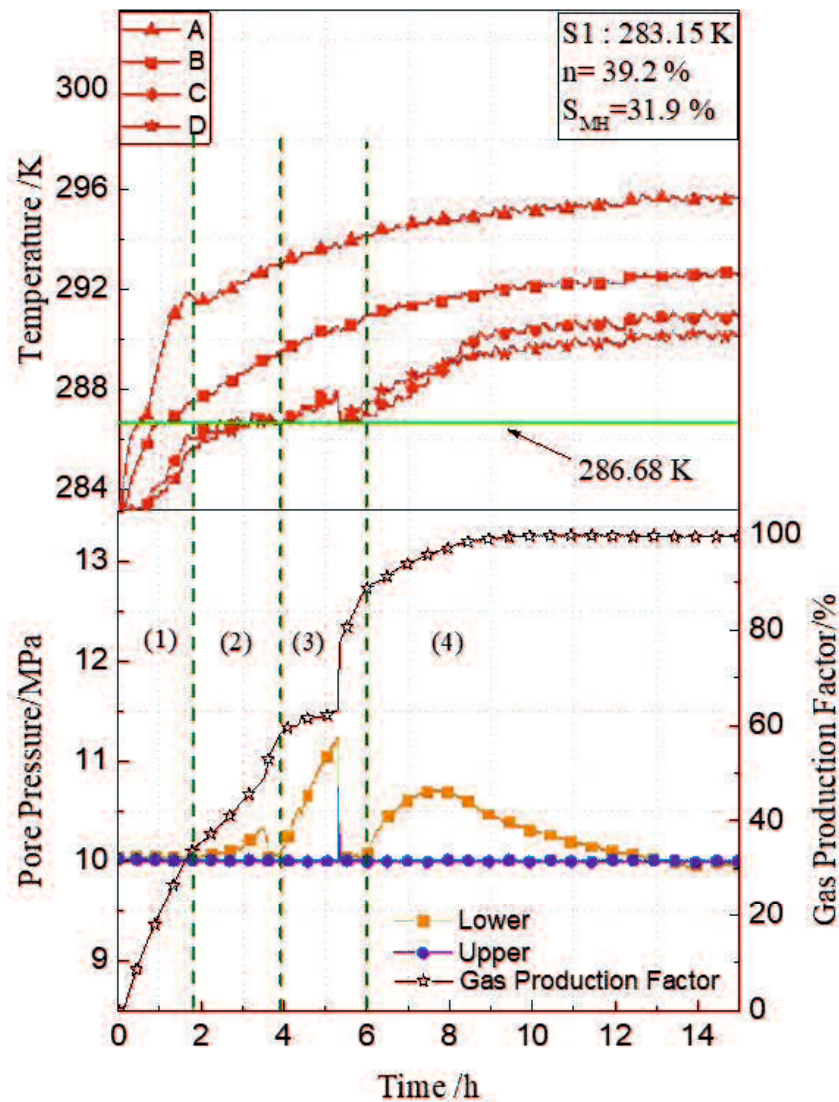 A
B
C
D
S1 : 283.15 K
n= 39.2 %
S_MH=31.9 %
Temperature /K
300
296
292
288
284
286.68 K
Pore Pressure/MPa
13
12
11
10
9
(1)
(2)
(3)
(4)
Lower
Upper
Gas Production Factor
100
80
60
40
20
0
Gas Production Factor/%
0 2 4 6 8 10 12 14
Time /h